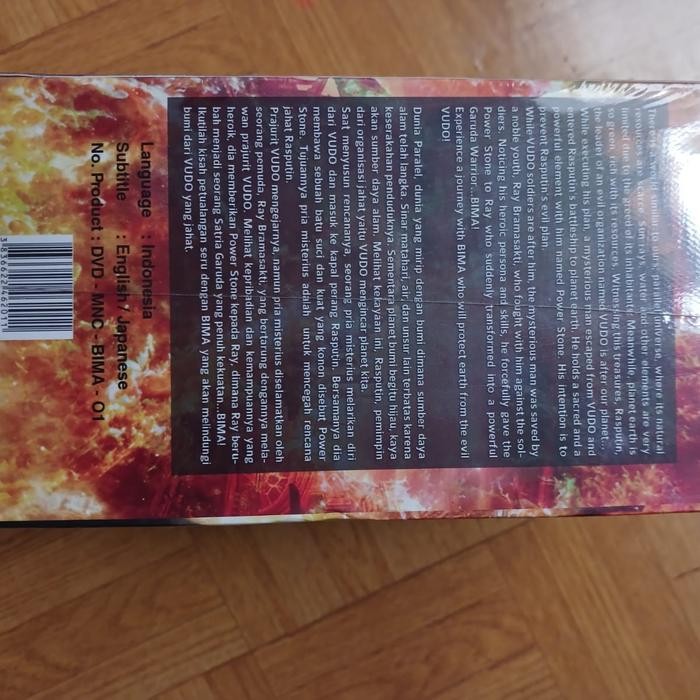 There is a world similar to ours, parallel universe, where its natural
resources are scarce. Sun rays, water and other elements are very
limited due to the greed of its inhabitant. Meanwhile, planet earth is
so green, rich with its resources. Witnessing this treasures, Rasputin,
the leader of an evil organization named VUDO is after our planet...
While executing his plan, a mysterious man escaped from VUDO and
entered Rasputin's battleship to planet earth. He holds a sacred and a
powerful element with him named Power Stone. His intention is to
prevent Rasputin's evil plan.
While VUDO soldiers are after him, the mysterious man was saved by
a noble youth, Ray Bramasakti, who fought with him against the sol-
diers. Noticing his heroic persona and skills, he forcefully gave the
Power Stone to Ray who suddenly transformed into a powerful
Garuda Warrior...BIMA!
Experience a journey with BIMA who will protect earth from the evil
VUDO!
Dunia Paralel, dunia yang mirip dengan bumi dimana sumber daya
alam telah langka. Sinar matahari, air, dan unsur lain terbatas karena
keserakahan penduduknya. Sementara planet bumi begitu hijau, kaya
akan sumber daya alam. Melihat kekayaan ini, Rasputin, pemimpin
dari organisasi jahat yaitu VUDO mengincar planet kita.
Saat menyusun rencananya, seorang pria misterius melarikan diri
dari VUDO dan masuk ke kapal perang Rasputin. Bersamanya dia
membawa sebuah batu suci dan kuat yang konon disebut Power
Stone. Tujuannya pria misterius adalah untuk mencegah rencana
jahat Rasputin.
Prajurit VUDO mengejarnya, namun pria misterius diselamatkan oleh
seorang pemuda, Ray Bramasakti, yang bertarung dengannya mela-
wan prajurit VUDO. Melihat kepribadian dan kemampuannya yang
heroik, dia memberikan Power Stone kepada Ray, dimana Ray beru-
bah menjadi seorang Satria Garuda yang penuh kekuatan...BIMA!
Ikutilah kisah petualangan seru dengan BIMA yang akan melindungi
bumi dari VUDO yang jahat.
Language : Indonesia
Subtitle : English / Japanese
No. Product : DVD - MNC - BIMA - 01